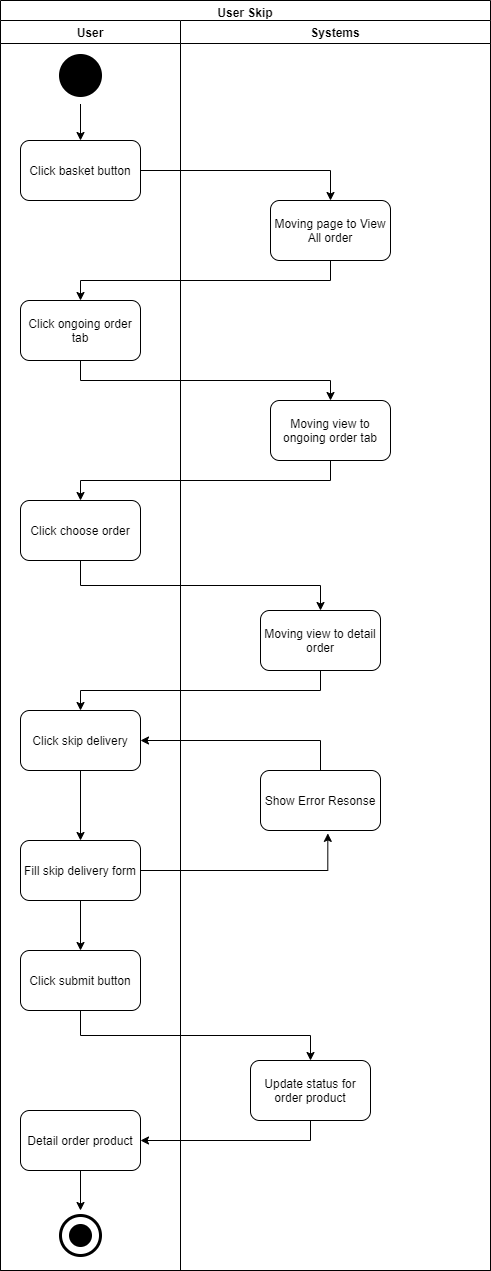 User Skip
User
Systems
Click basket button
Moving page to View
All order
Click ongoing order
tab
Moving view to
ongoing order tab
Click choose order
Moving view to detail
order
Click skip delivery
Show Error Resonse
Fill skip delivery form
Click submit button
Update status for
order product
Detail order product